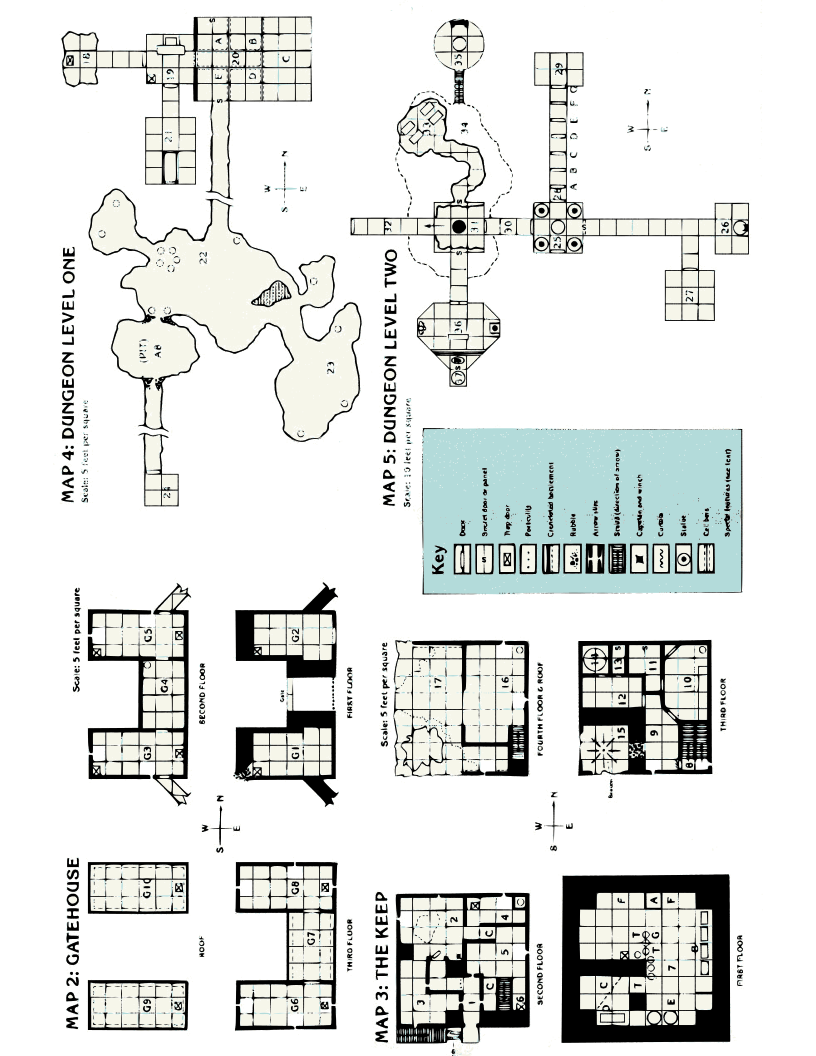 MAP 2: GATEHOUSE
Scale: 5 feet per square
G9
G10
ROOF
G3
G4
G5
SECOND FLOOR
S
W
N
E
G6
G7
G8
THIRD FLOOR
G1
Gate
G2
FIRST FLOOR
MAP 3: THE KEEP
Scale: 5 feet per square
3
2
1
C
C
5
4
6
SECOND FLOOR
17
16
FOURTH FLOOR & ROOF
S
W
N
E
D
C
T
T
T
G
F
A
F
E
7
8
FIRST FLOOR
15
12
14
13
S
S
11
9
10
8
THIRD FLOOR
MAP 4: DUNGEON LEVEL ONE
Scale: 5 feet per square
18
19
21
S
S
E
A
20
D
B
C
22
(PIT)
A8
23
24
S
W
N
E
MAP 5: DUNGEON LEVEL TWO
Scale: 10 feet per square
32
33
34
35
31
S
S
30
36
37
S
25
28
A B C D E F G
29
S
26
27
S
W
N
E
Key
Door
S
Secret door or panel
Trap door
Portcullis
Crenelated battlement
Rubble
Arrow slits
Stairs (direction of arrow)
Capstan and winch
Curtain
Statue
Cell bars
Special features (see text)